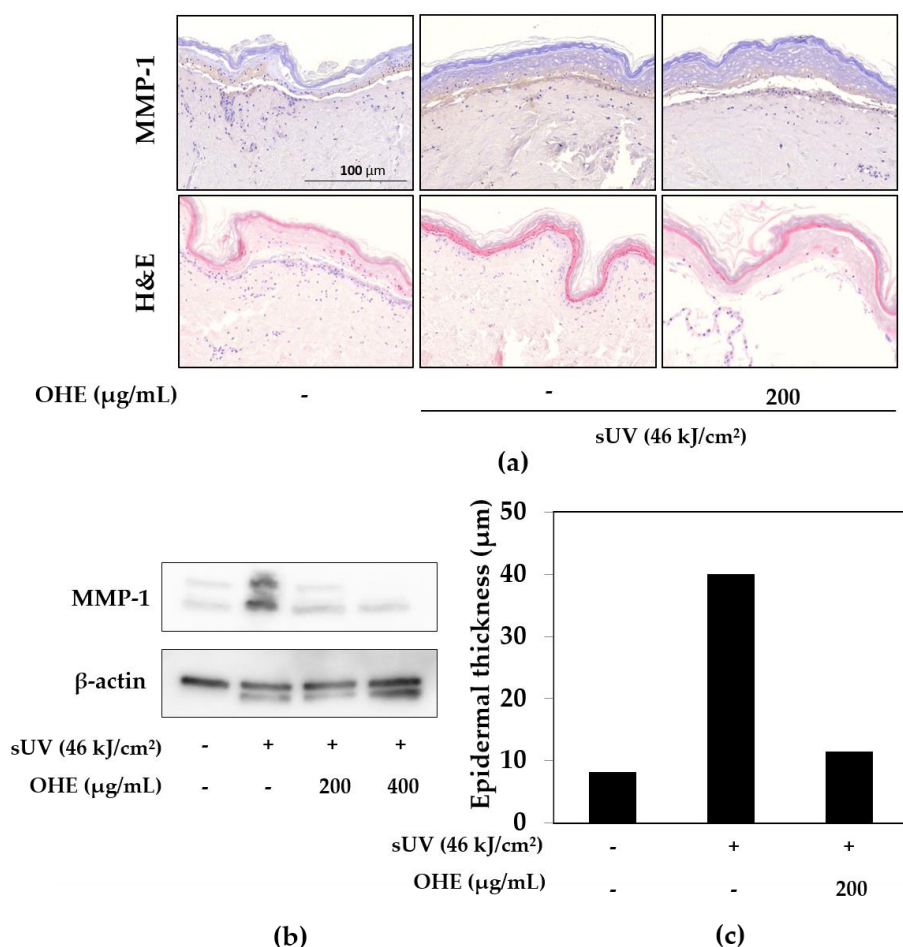 MMP-1
100 μm
H&E
OHE (μg/mL) - - 200
sUV (46 kJ/cm²)
(a)
MMP-1
β-actin
sUV (46 kJ/cm²) - + + +
OHE (μg/mL) - - 200 400
(b)
Epidermal thickness (μm)
50
40
30
20
10
0
sUV (46 kJ/cm²) - + +
OHE (μg/mL) - - 200
(c)